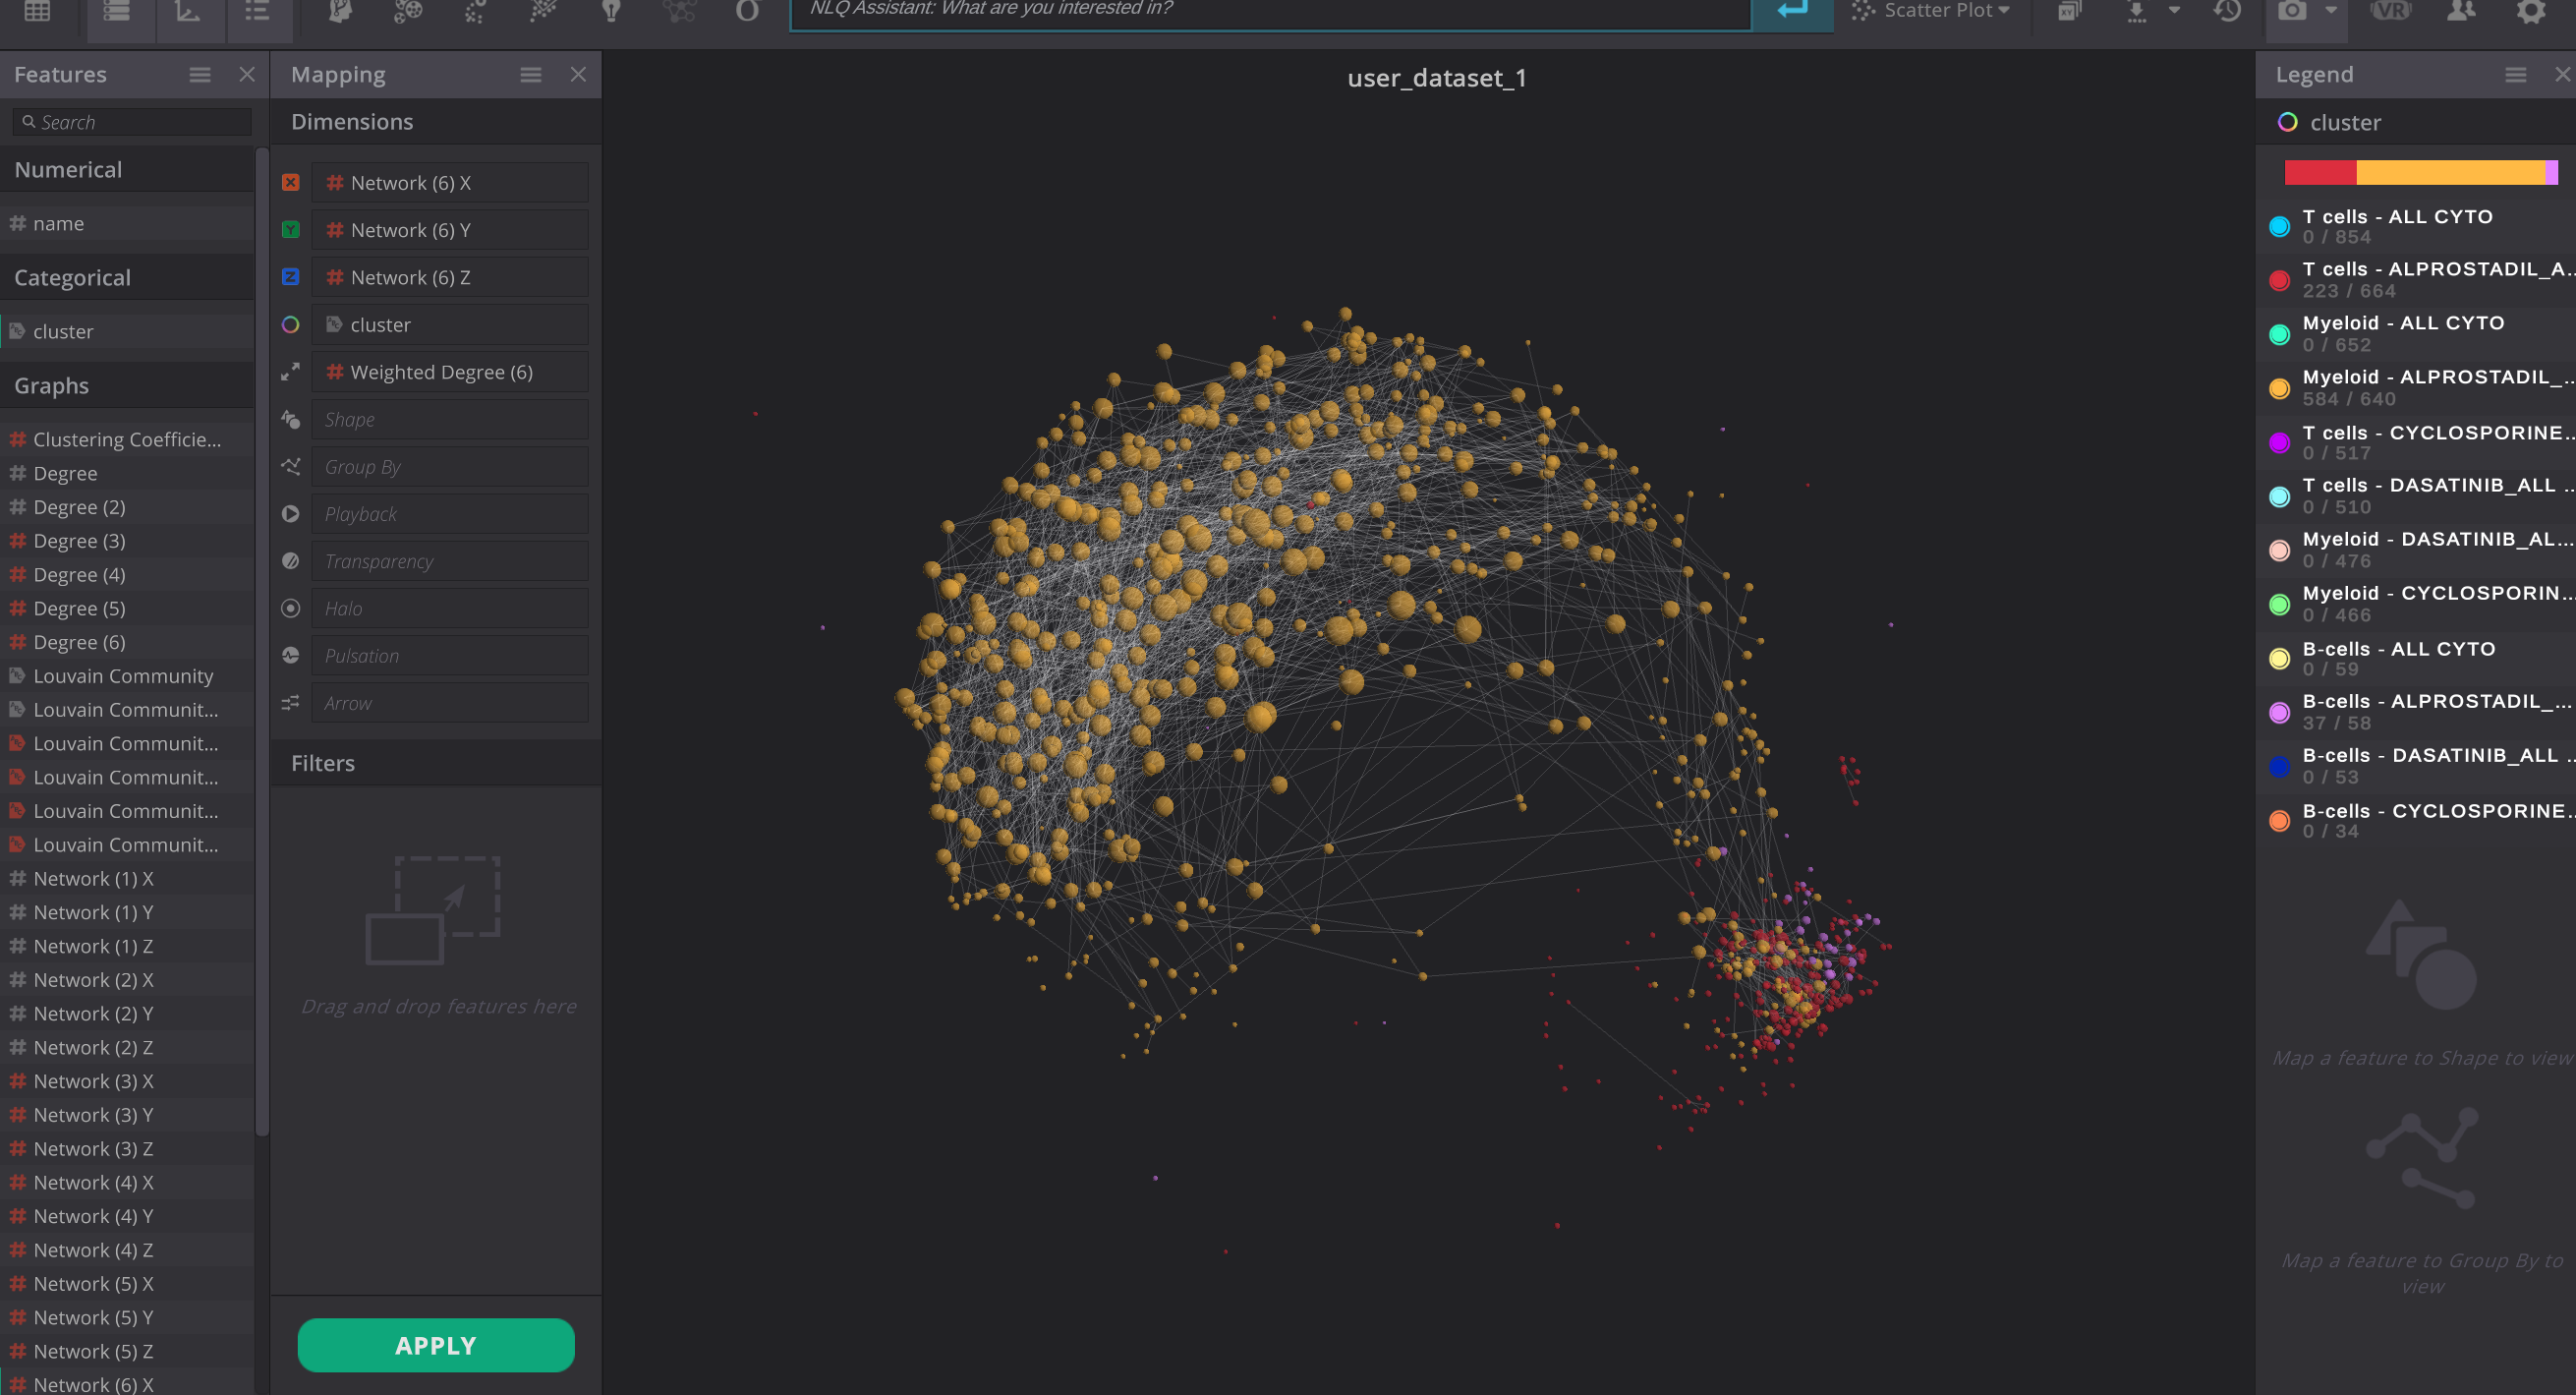 NLQ Assistant: What are you interested in?
Scatter Plot
VR
Features
Search
Numerical
name
Categorical
cluster
Graphs
Clustering Coefficie...
Degree
Degree (2)
Degree (3)
Degree (4)
Degree (5)
Degree (6)
Louvain Community
Louvain Communit...
Louvain Communit...
Louvain Communit...
Louvain Communit...
Louvain Communit...
Network (1) X
Network (1) Y
Network (1) Z
Network (2) X
Network (2) Y
Network (2) Z
Network (3) X
Network (3) Y
Network (3) Z
Network (4) X
Network (4) Y
Network (4) Z
Network (5) X
Network (5) Y
Network (5) Z
Network (6) X
Mapping
Dimensions
X
Network (6) X
Y
Network (6) Y
Z
Network (6) Z
cluster
Weighted Degree (6)
Shape
Group By
Playback
Transparency
Halo
Pulsation
Arrow
Filters
Drag and drop features here
APPLY
user_dataset_1
Legend
cluster
T cells - ALL CYTO
0 / 854
T cells - ALPROSTADIL_A...
223 / 664
Myeloid - ALL CYTO
0 / 652
Myeloid - ALPROSTADIL_...
584 / 640
T cells - CYCLOSPORINE...
0 / 517
T cells - DASATINIB_ALL ...
0 / 510
Myeloid - DASATINIB_AL...
0 / 476
Myeloid - CYCLOSPORIN...
0 / 466
B-cells - ALL CYTO
0 / 59
B-cells - ALPROSTADIL_...
37 / 58
B-cells - DASATINIB_ALL ...
0 / 53
B-cells - CYCLOSPORINE...
0 / 34
Map a feature to Shape to view
Map a feature to Group By to
view